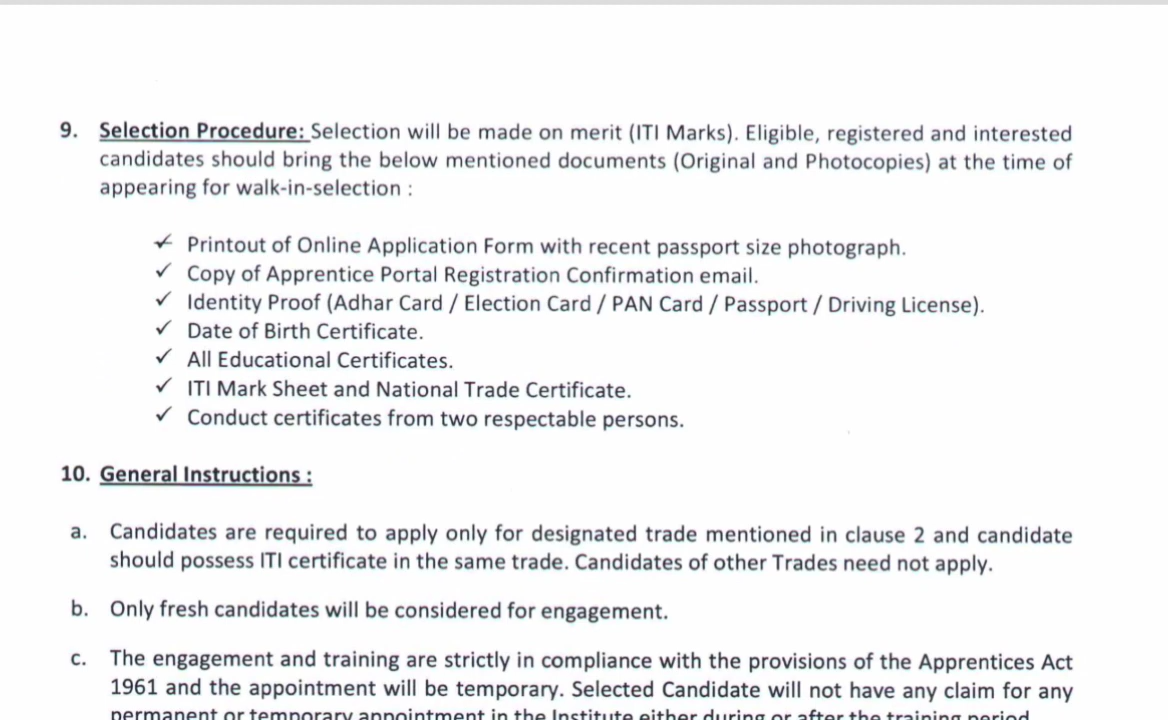 9. Selection Procedure: Selection will be made on merit (ITI Marks). Eligible, registered and interested
candidates should bring the below mentioned documents (Original and Photocopies) at the time of
appearing for walk-in-selection :
✓ Printout of Online Application Form with recent passport size photograph.
✓ Copy of Apprentice Portal Registration Confirmation email.
✓ Identity Proof (Adhar Card / Election Card / PAN Card / Passport / Driving License).
✓ Date of Birth Certificate.
✓ All Educational Certificates.
✓ ITI Mark Sheet and National Trade Certificate.
✓ Conduct certificates from two respectable persons.
10. General Instructions :
a. Candidates are required to apply only for designated trade mentioned in clause 2 and candidate
should possess ITI certificate in the same trade. Candidates of other Trades need not apply.
b. Only fresh candidates will be considered for engagement.
c. The engagement and training are strictly in compliance with the provisions of the Apprentices Act
1961 and the appointment will be temporary. Selected Candidate will not have any claim for any
permanent or temporary appointment in the Institute either during or after the training period.